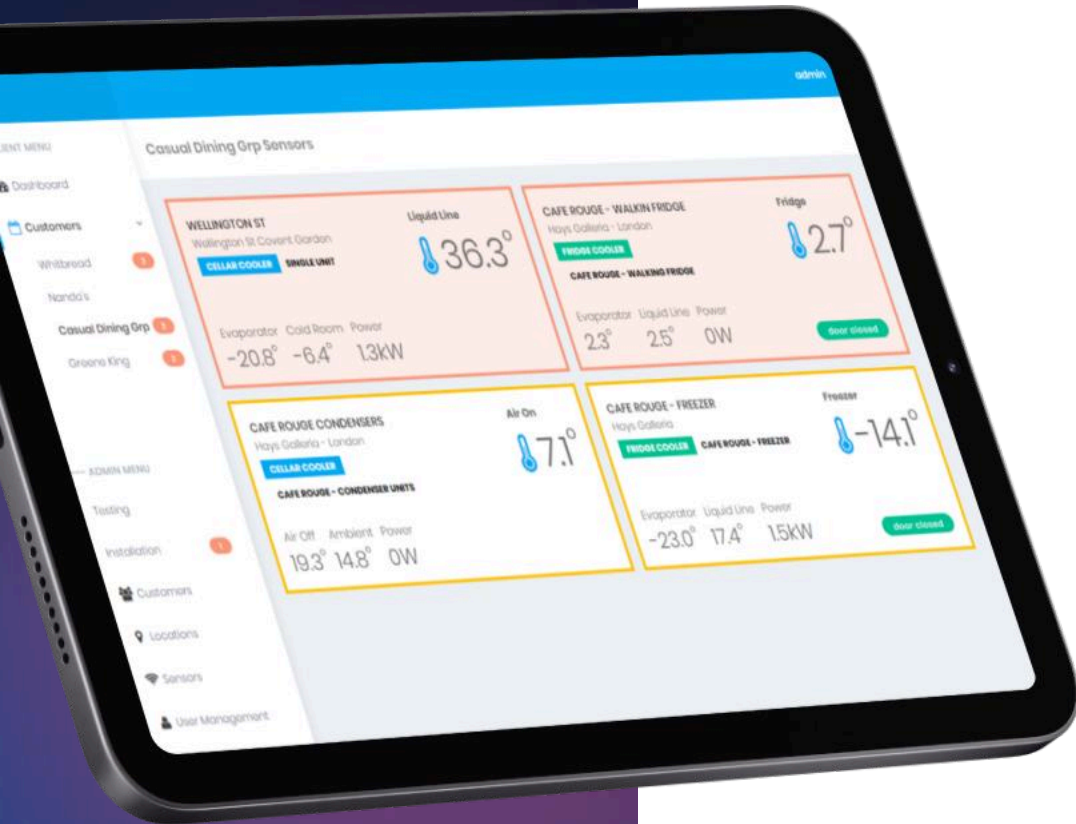 admin
IENT MENU
Dashboard
Customers
Whitbread 3
Nando's
Casual Dining Grp 3
Greene King 3
ADMIN MENU
Testing
Installation 1
Customers
Locations
Sensors
User Management
Casual Dining Grp Sensors
WELLINGTON ST
Wellington St Covent Garden
CELLAR COOLER SINGLE UNIT
Liquid Line
36.3°
Evaporator Cold Room Power
-20.8° -6.4° 1.3kW
CAFE ROUGE - WALKIN FRIDGE
Hays Galleria - London
FRIDGE COOLER
CAFE ROUGE - WALKING FRIDGE
Fridge
2.7°
Evaporator Liquid Line Power
2.3° 2.5° 0W
door closed
CAFE ROUGE CONDENSERS
Hays Galleria - London
CELLAR COOLER
CAFE ROUGE - CONDENSER UNITS
Air On
7.1°
Air Off Ambient Power
19.3° 14.8° 0W
CAFE ROUGE - FREEZER
Hays Galleria
FRIDGE COOLER CAFE ROUGE - FREEZER
Freezer
-14.1°
Evaporator Liquid Line Power
-23.0° 17.4° 1.5kW
door closed